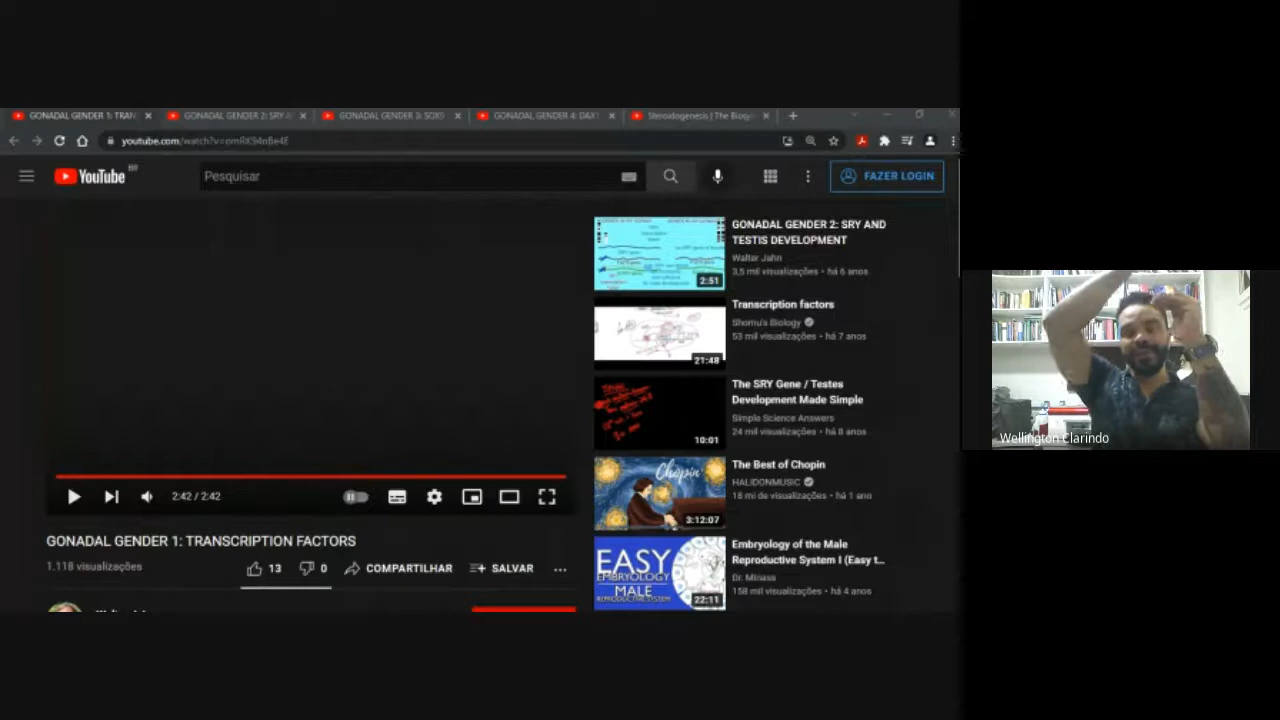 GONADAL GENDER 1: TRAN
GONADAL GENDER 2: SRY A
GONADAL GENDER 3: SOX9
GONADAL GENDER 4: DAX1
Steroidogenesis | The Biosy
youtube.com/watch?v=
YouTube BR
Pesquisar
FAZER LOGIN
2:42 / 2:42
GONADAL GENDER 1: TRANSCRIPTION FACTORS
1.118 visualizações
13
0
COMPARTILHAR
SALVAR
2:51
GONADAL GENDER 2: SRY AND
TESTIS DEVELOPMENT
Walter Jahn
3,5 mil visualizações • há 6 anos
21:48
Transcription factors
Shomu's Biology
53 mil visualizações • há 7 anos
10:01
The SRY Gene / Testes
Development Made Simple
Simple Science Answers
24 mil visualizações • há 8 anos
Chopin
3:12:07
The Best of Chopin
HALIDONMUSIC
18 mi de visualizações • há 1 ano
EASY
EMBRYOLOGY
MALE
REPRODUCTIVE SYSTEM
22:11
Embryology of the Male
Reproductive System I (Easy t...
Dr. Minass
158 mil visualizações • há 4 anos
Wellington Clarindo